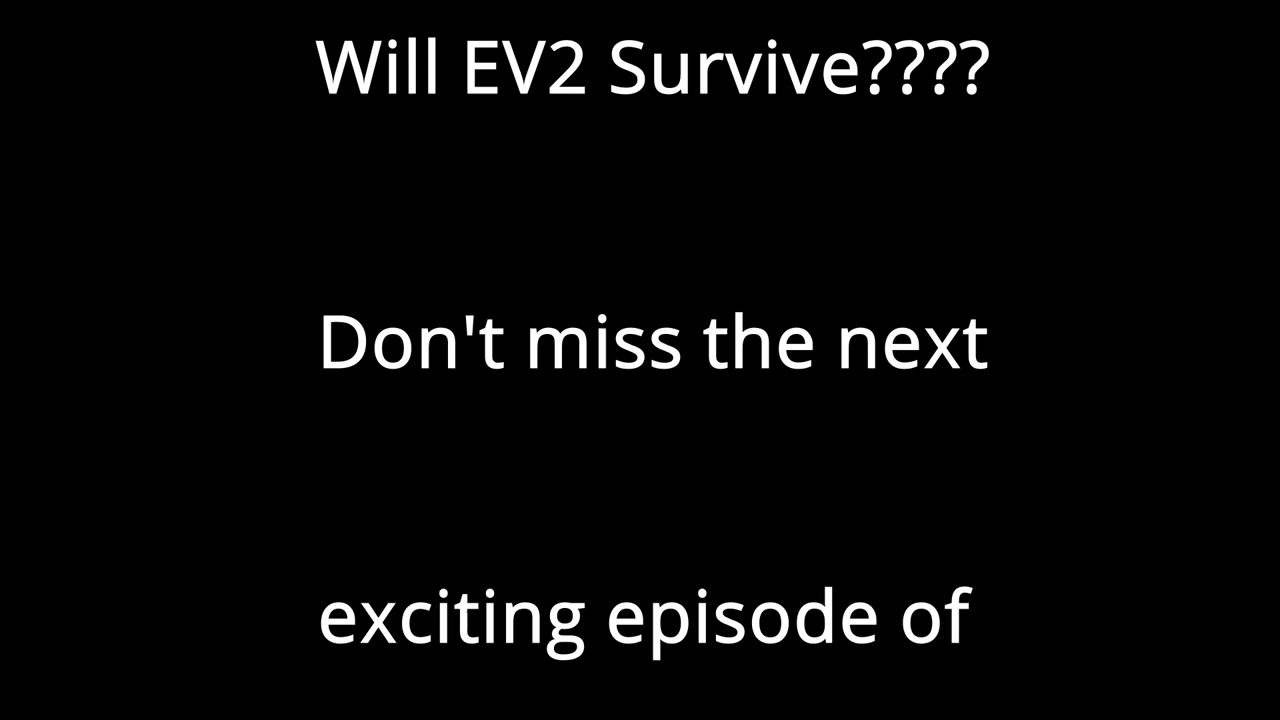 Will EV2 Survive????
Don't miss the next
exciting episode of